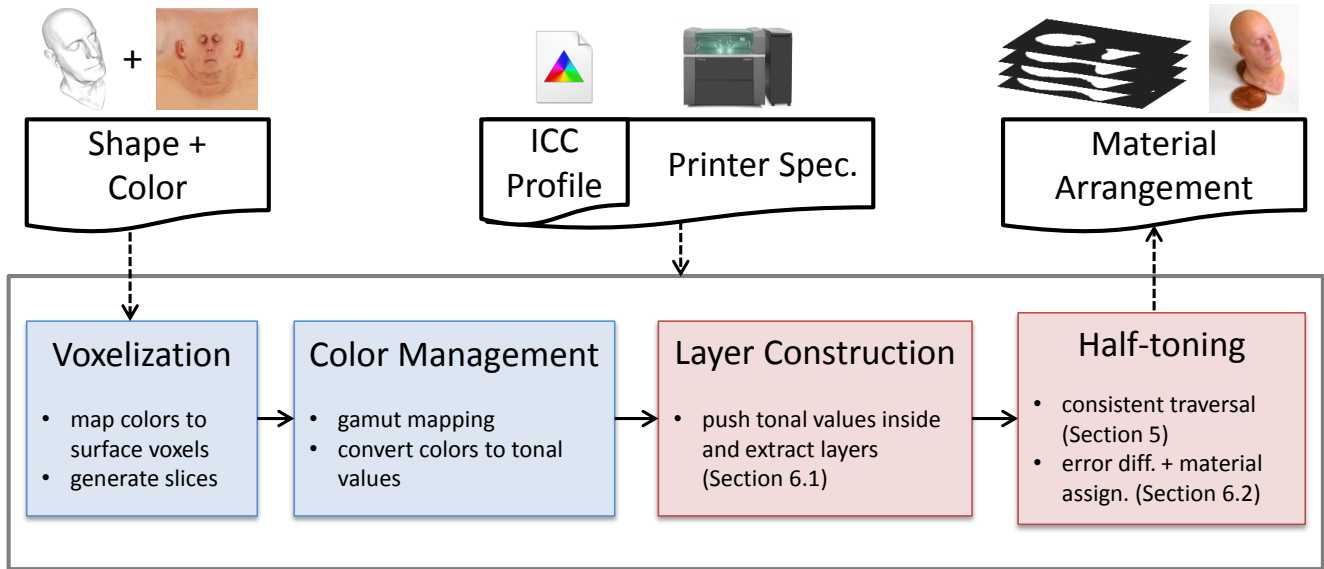 +
Shape +
Color
ICC
Profile
Printer Spec.
Material
Arrangement
Voxelization
• map colors to
surface voxels
• generate slices
Color Management
• gamut mapping
• convert colors to tonal
values
Layer Construction
• push tonal values inside
and extract layers
(Section 6.1)
Half-toning
• consistent traversal
(Section 5)
• error diff. + material
assign. (Section 6.2)